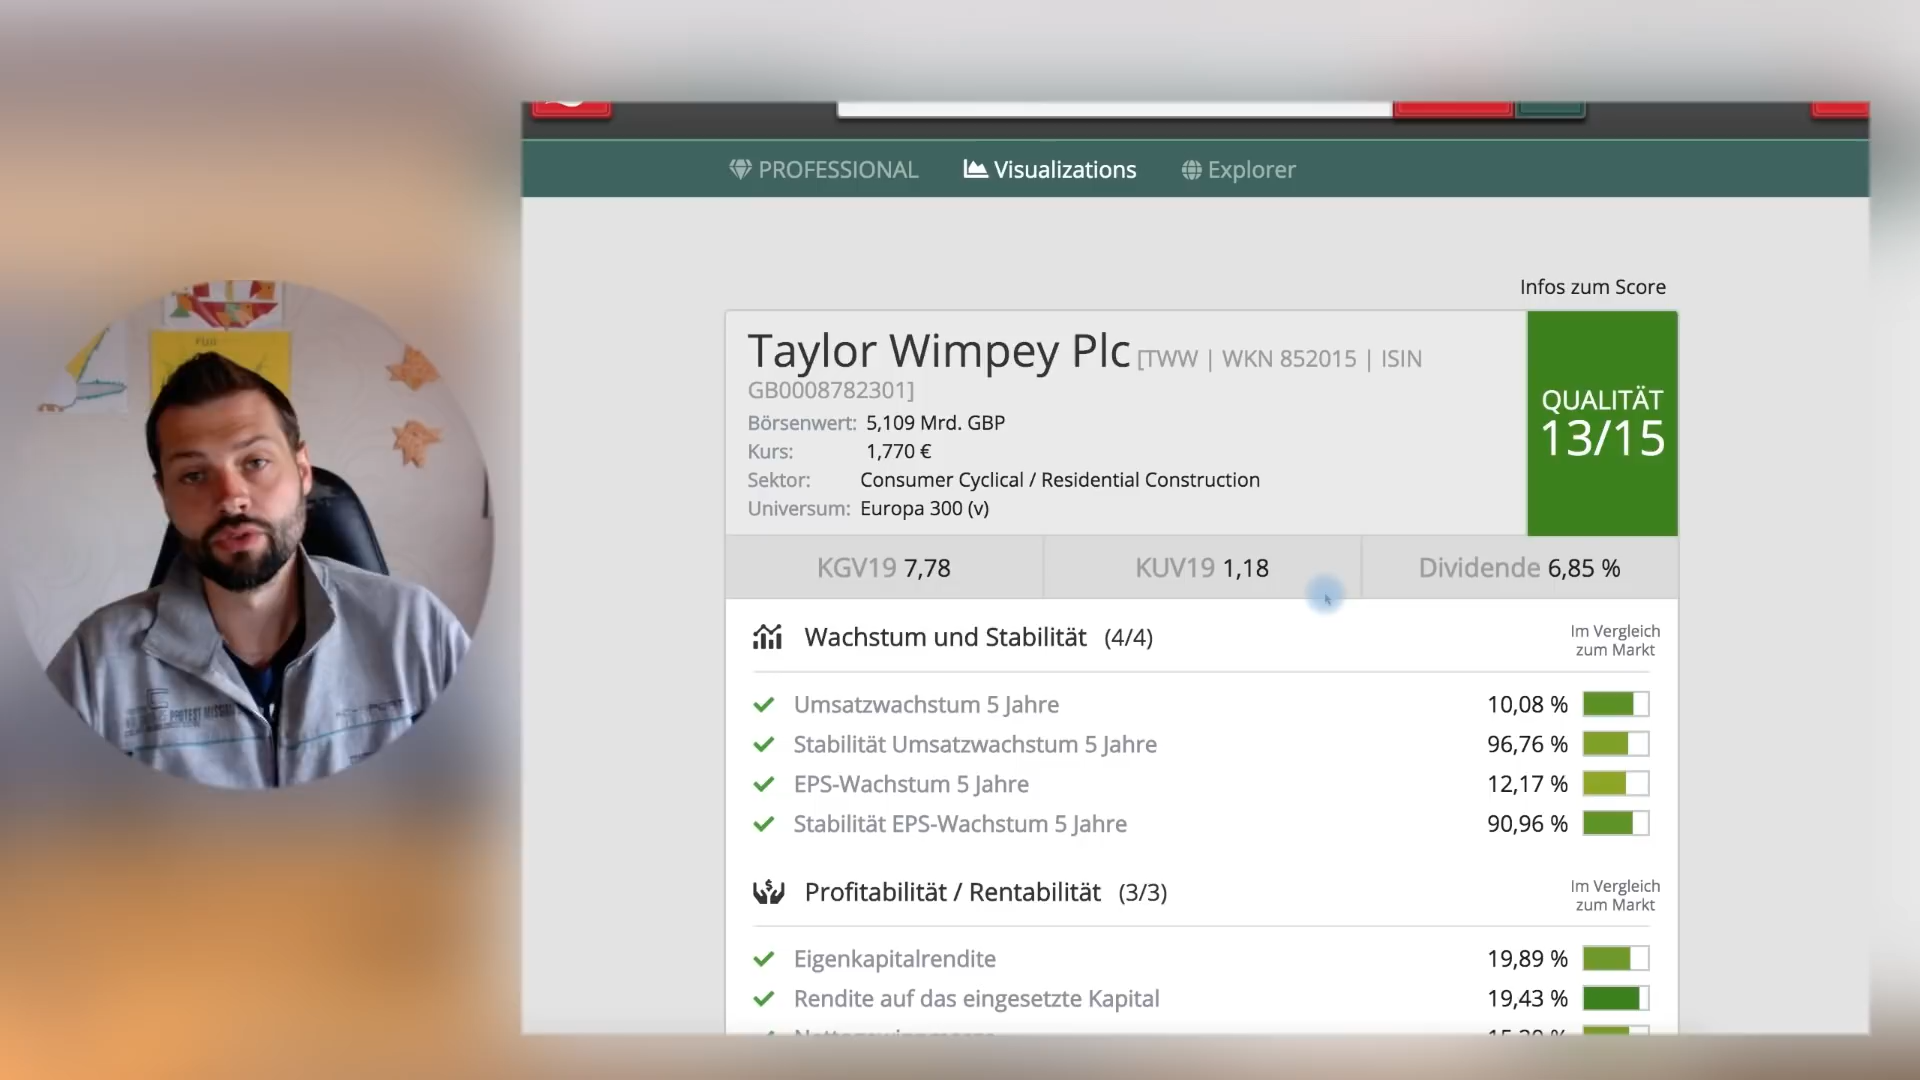 PROFESSIONAL
Visualizations
Explorer
Infos zum Score
Taylor Wimpey Plc [TWW | WKN 852015 | ISIN
GB0008782301]
Börsenwert: 5,109 Mrd. GBP
Kurs: 1,770 €
Sektor: Consumer Cyclical / Residential Construction
Universum: Europa 300 (v)
QUALITÄT
13/15
KGV19 7,78
KUV19 1,18
Dividende 6,85 %
Wachstum und Stabilität (4/4)
Im Vergleich
zum Markt
Umsatzwachstum 5 Jahre 10,08 %
Stabilität Umsatzwachstum 5 Jahre 96,76 %
EPS-Wachstum 5 Jahre 12,17 %
Stabilität EPS-Wachstum 5 Jahre 90,96 %
Profitabilität / Rentabilität (3/3)
Im Vergleich
zum Markt
Eigenkapitalrendite 19,89 %
Rendite auf das eingesetzte Kapital 19,43 %